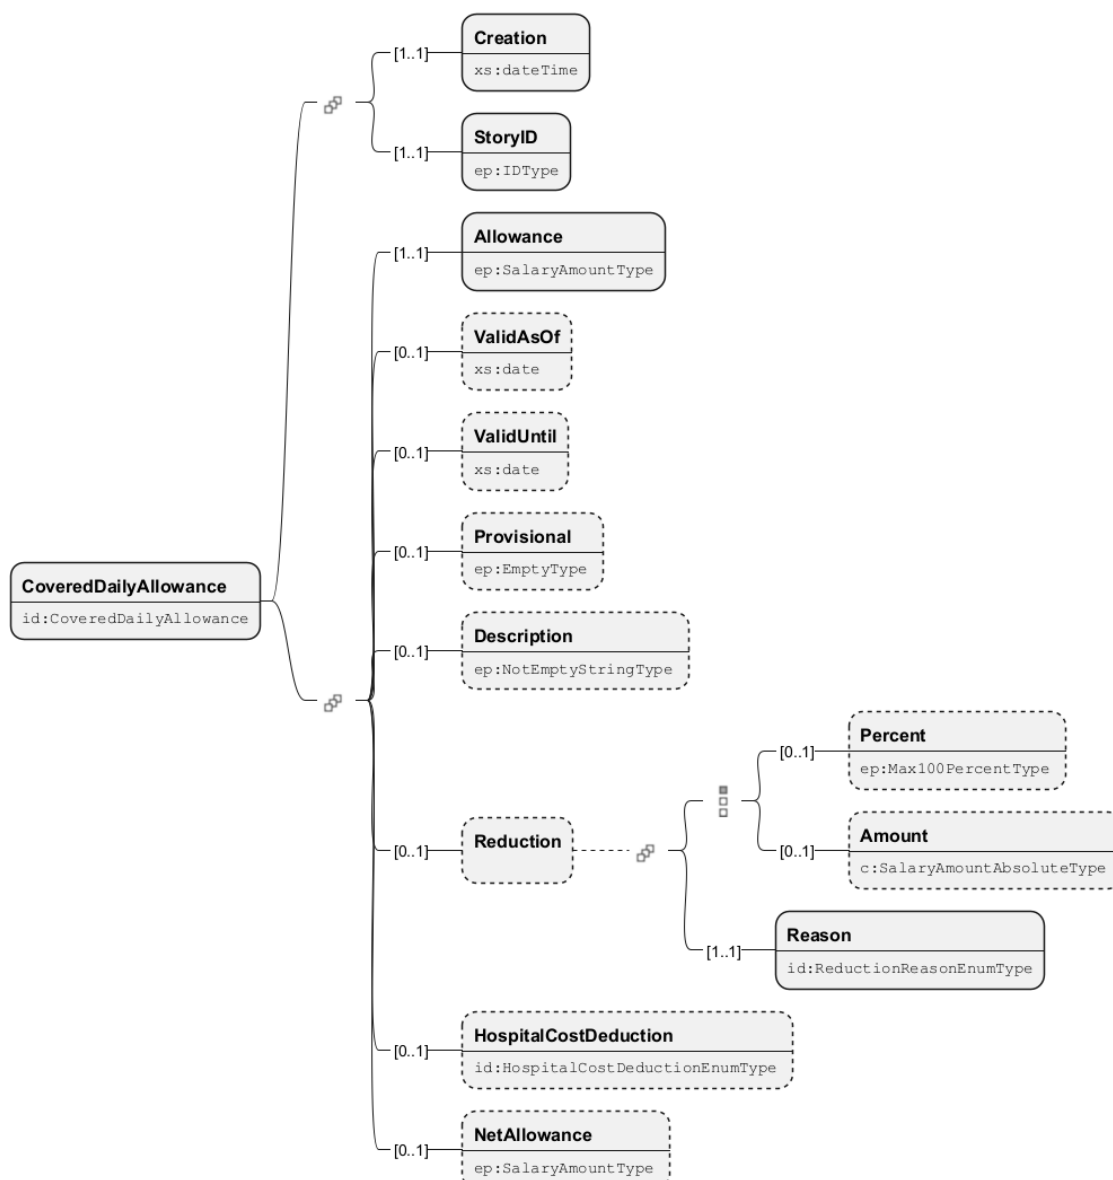 [1..1]
Creation
xs:dateTime
[1..1]
StoryID
ep:IDType
[1..1]
Allowance
ep:SalaryAmountType
[0..1]
ValidAsOf
xs:date
[0..1]
ValidUntil
xs:date
[0..1]
Provisional
ep:EmptyType
CoveredDailyAllowance
id:CoveredDailyAllowance
[0..1]
Description
ep:NotEmptyStringType
[0..1]
Reduction
[0..1]
Percent
ep:Max100PercentType
[0..1]
Amount
c:SalaryAmountAbsoluteType
[1..1]
Reason
id:ReductionReasonEnumType
[0..1]
HospitalCostDeduction
id:HospitalCostDeductionEnumType
[0..1]
NetAllowance
ep:SalaryAmountType